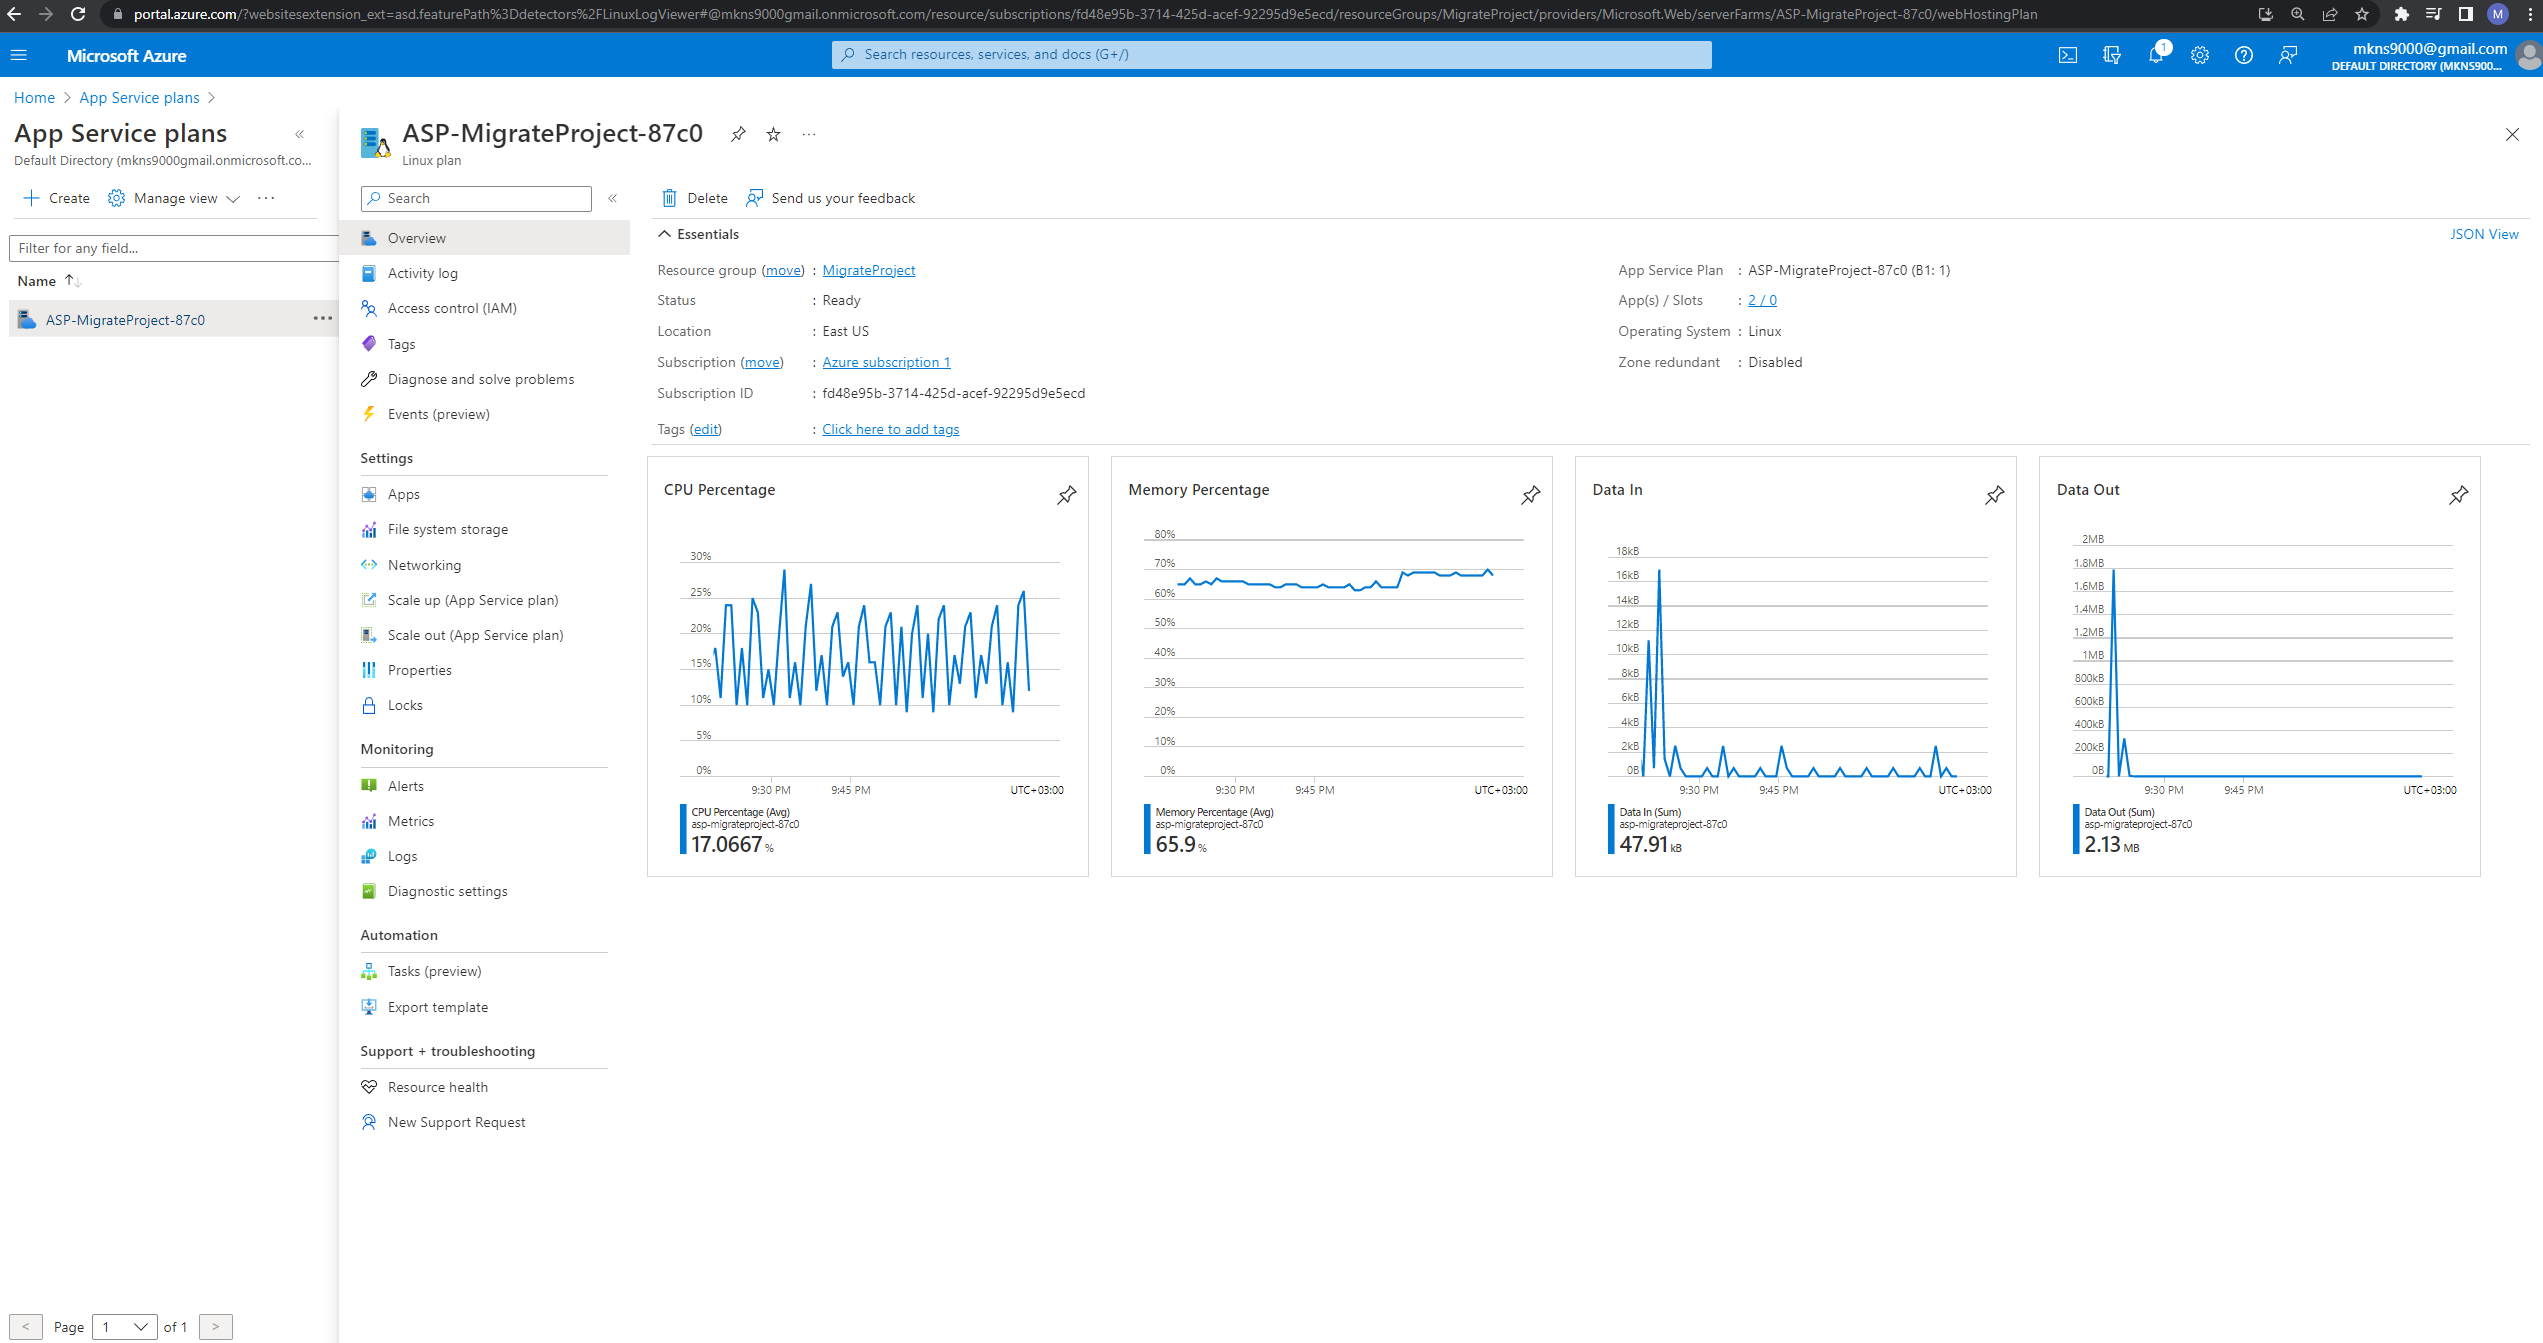 portal.azure.com/?websitesextension_ext=asd.featurePath%3Ddetectors%2FLinuxLogViewer#@mkns9000gmail.onmicrosoft.com/resource/subscriptions/fd48e95b-3714-425d-acef-92295d9e5ecd/resourceGroups/MigrateProject/providers/Microsoft.Web/serverFarms/ASP-MigrateProject-87c0/webHostingPlan
M
Microsoft Azure
Search resources, services, and docs (G+/)
1
mkns9000@gmail.com
DEFAULT DIRECTORY (MKNS900...
Home > App Service plans >
App Service plans
Default Directory (mkns9000gmail.onmicrosoft.co...
Create
Manage view
Filter for any field...
Name
ASP-MigrateProject-87c0
< Page 1 of 1 >
ASP-MigrateProject-87c0
Linux plan
Search
Overview
Activity log
Access control (IAM)
Tags
Diagnose and solve problems
Events (preview)
Settings
Apps
File system storage
Networking
Scale up (App Service plan)
Scale out (App Service plan)
Properties
Locks
Monitoring
Alerts
Metrics
Logs
Diagnostic settings
Automation
Tasks (preview)
Export template
Support + troubleshooting
Resource health
New Support Request
Delete
Send us your feedback
Essentials
JSON View
Resource group (move) : MigrateProject
Status : Ready
Location : East US
Subscription (move) : Azure subscription 1
Subscription ID : fd48e95b-3714-425d-acef-92295d9e5ecd
Tags (edit) : Click here to add tags
App Service Plan : ASP-MigrateProject-87c0 (B1: 1)
App(s) / Slots : 2 / 0
Operating System : Linux
Zone redundant : Disabled
CPU Percentage
30%
25%
20%
15%
10%
5%
0%
9:30 PM 9:45 PM UTC+03:00
CPU Percentage (Avg)
asp-migrateproject-87c0
17.0667 %
Memory Percentage
80%
70%
60%
50%
40%
30%
20%
10%
0%
9:30 PM 9:45 PM UTC+03:00
Memory Percentage (Avg)
asp-migrateproject-87c0
65.9 %
Data In
18kB
16kB
14kB
12kB
10kB
8kB
6kB
4kB
2kB
0B
9:30 PM 9:45 PM UTC+03:00
Data In (Sum)
asp-migrateproject-87c0
47.91 kB
Data Out
2MB
1.8MB
1.6MB
1.4MB
1.2MB
1MB
800kB
600kB
400kB
200kB
0B
9:30 PM 9:45 PM UTC+03:00
Data Out (Sum)
asp-migrateproject-87c0
2.13 MB